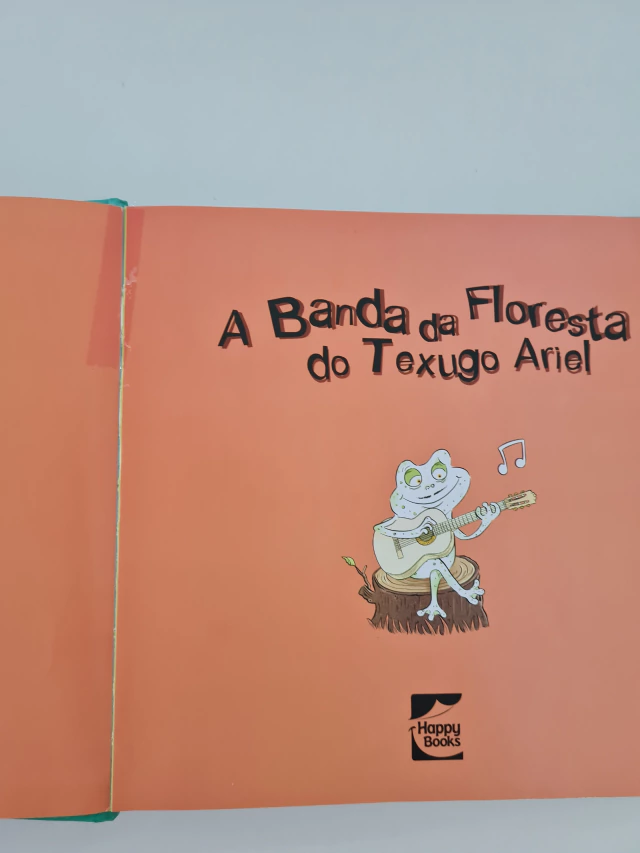 A Banda da Floresta
do Texugo Ariel
Happy
Books